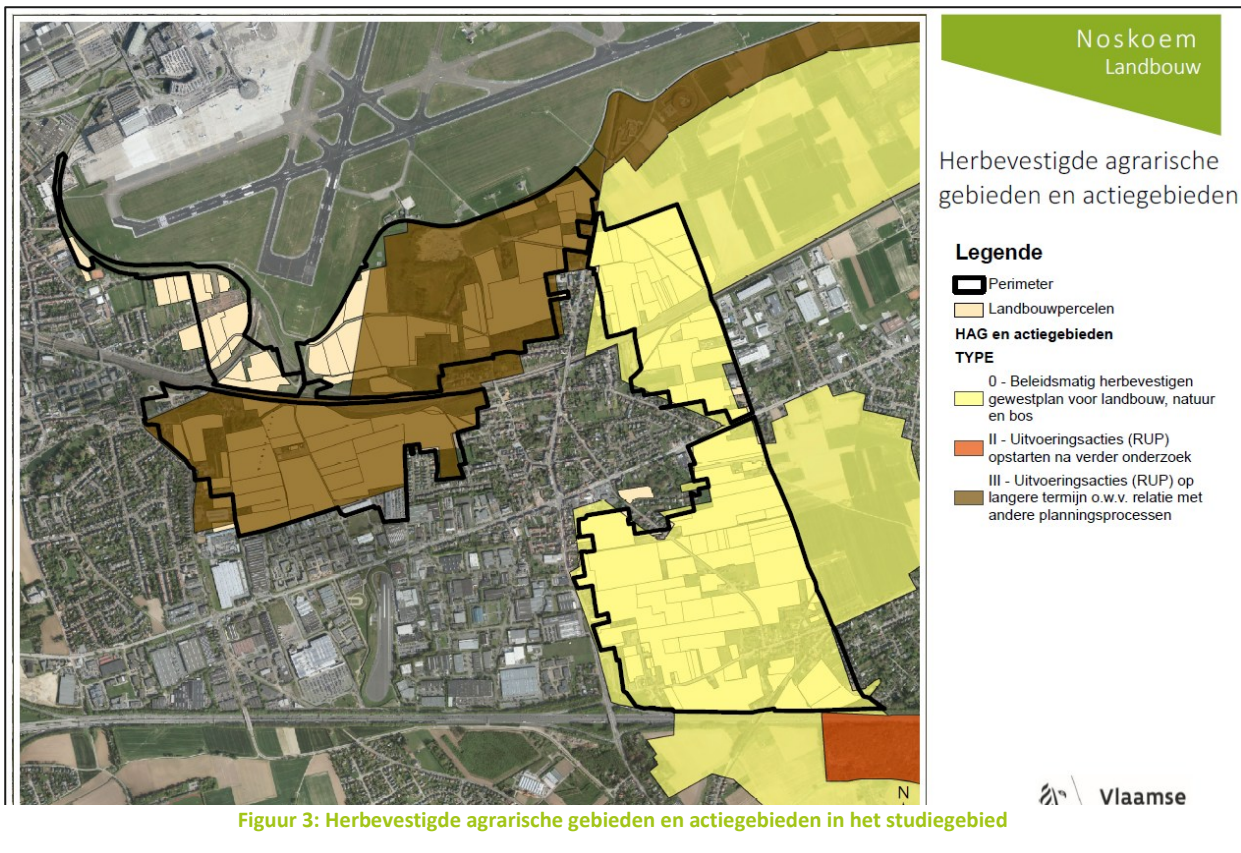 Noskoem
Landbouw
Herbevestigde agrarische
gebieden en actiegebieden
Legende
Perimeter
Landbouwpercelen
HAG en actiegebieden
TYPE
0 - Beleidsmatig herbevestigen
gewestplan voor landbouw, natuur
en bos
II - Uitvoeringsacties (RUP)
opstarten na verder onderzoek
III - Uitvoeringsacties (RUP) op
langere termijn o.w.v. relatie met
andere planningsprocessen
N
Vlaamse
Figuur 3: Herbevestigde agrarische gebieden en actiegebieden in het studiegebied